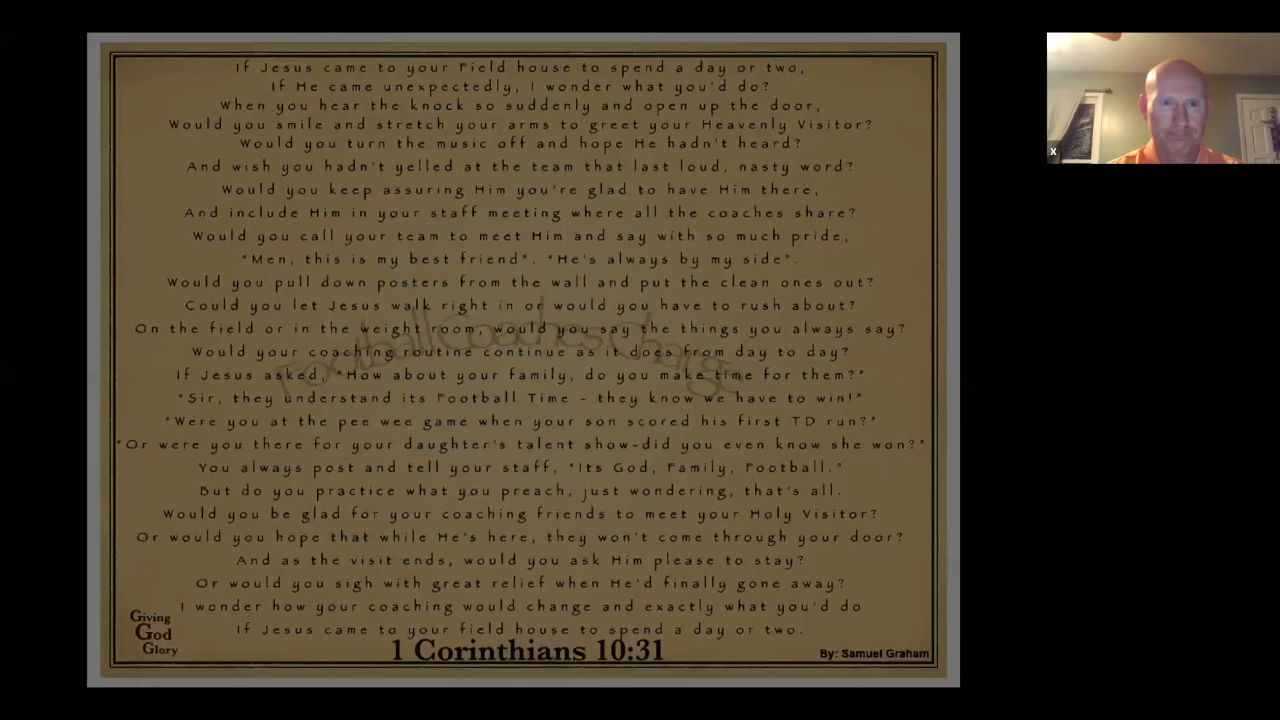 If Jesus came to your Field house to spend a day or two,
If He came unexpectedly, I wonder what you'd do?
When you hear the knock so suddenly and open up the door,
Would you smile and stretch your arms to greet your Heavenly Visitor?
Would you turn the music off and hope He hadn't heard?
And wish you hadn't yelled at the team that last loud, nasty word?
Would you keep assuring Him you're glad to have Him there,
And include Him in your staff meeting where all the coaches share?
Would you call your team to meet Him and say with so much pride,
"Men, this is my best friend". "He's always by my side".
Would you pull down posters from the wall and put the clean ones out?
Could you let Jesus walk right in or would you have to rush about?
On the field or in the weight room, would you say the things you always say?
Would your coaching routine continue as it does from day to day?
If Jesus asked, "How about your family, do you make time for them?"
"Sir, they understand its Football Time - they know we have to win!"
"Were you at the pee wee game when your son scored his first TD run?"
"Or were you there for your daughter's talent show-did you even know she won?"
You always post and tell your staff, "Its God, Family, Football."
But do you practice what you preach, just wondering, that's all.
Would you be glad for your coaching friends to meet your Holy Visitor?
Or would you hope that while He's here, they won't come through your door?
And as the visit ends, would you ask Him please to stay?
Or would you sigh with great relief when He'd finally gone away?
I wonder how your coaching would change and exactly what you'd do
If Jesus came to your field house to spend a day or two.
Football Coaches Charge
Giving
God
Glory
1 Corinthians 10:31
By: Samuel Graham
X